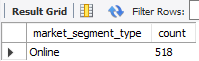 Result Grid Filter Rows:
market_segment_type count
Online 518